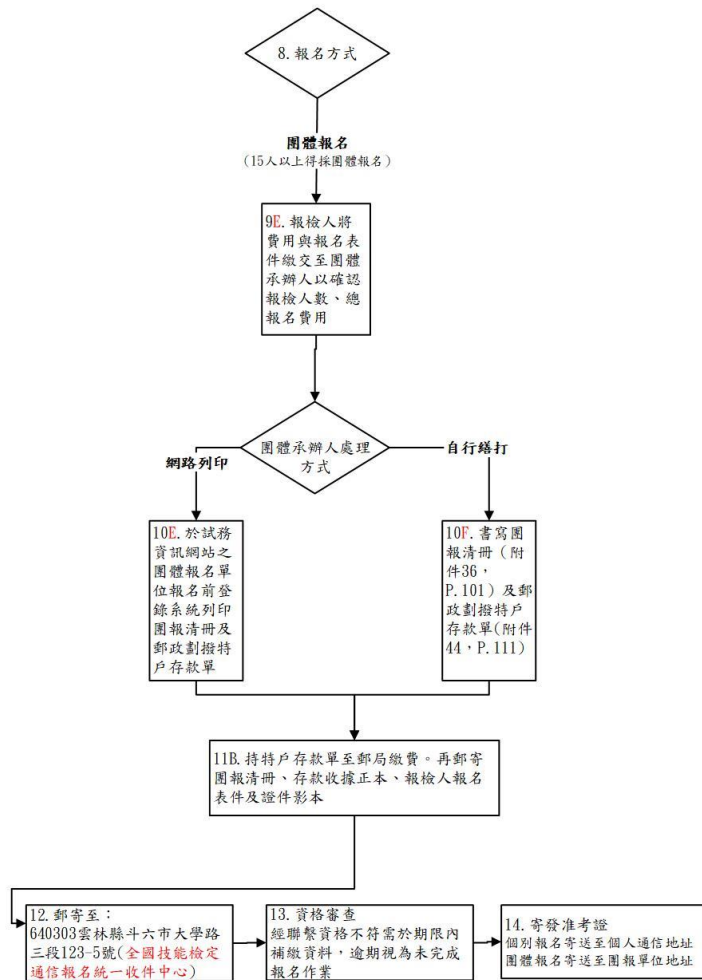 8.報名方式
團體報名
(15人以上得採團體報名)
9E.報檢人將
費用與報名表
件繳交至團體
承辦人以確認
報檢人數、總
報名費用
團體承辦人處理
方式
網路列印
自行繕打
10E.於試務
資訊網站之
團體報名單
位報名前登
錄系統列印
團報清冊及
郵政劃撥特
戶存款單
10F.書寫團
報清冊(附
件36,
P.101)及郵
政劃撥特戶
存款單(附件
44,P.111)
11B.持特戶存款單至郵局繳費。再郵寄
團報清冊、存款收據正本、報檢人報名
表件及證件影本
12.郵寄至:
640303雲林縣斗六市大學路
三段123-5號(全國技能檢定
通信報名統一收件中心)
13.資格審查
經聯繫資格不符需於期限內
補繳資料,逾期視為未完成
報名作業
14.寄發准考證
個別報名寄送至個人通信地址
團體報名寄送至團報單位地址